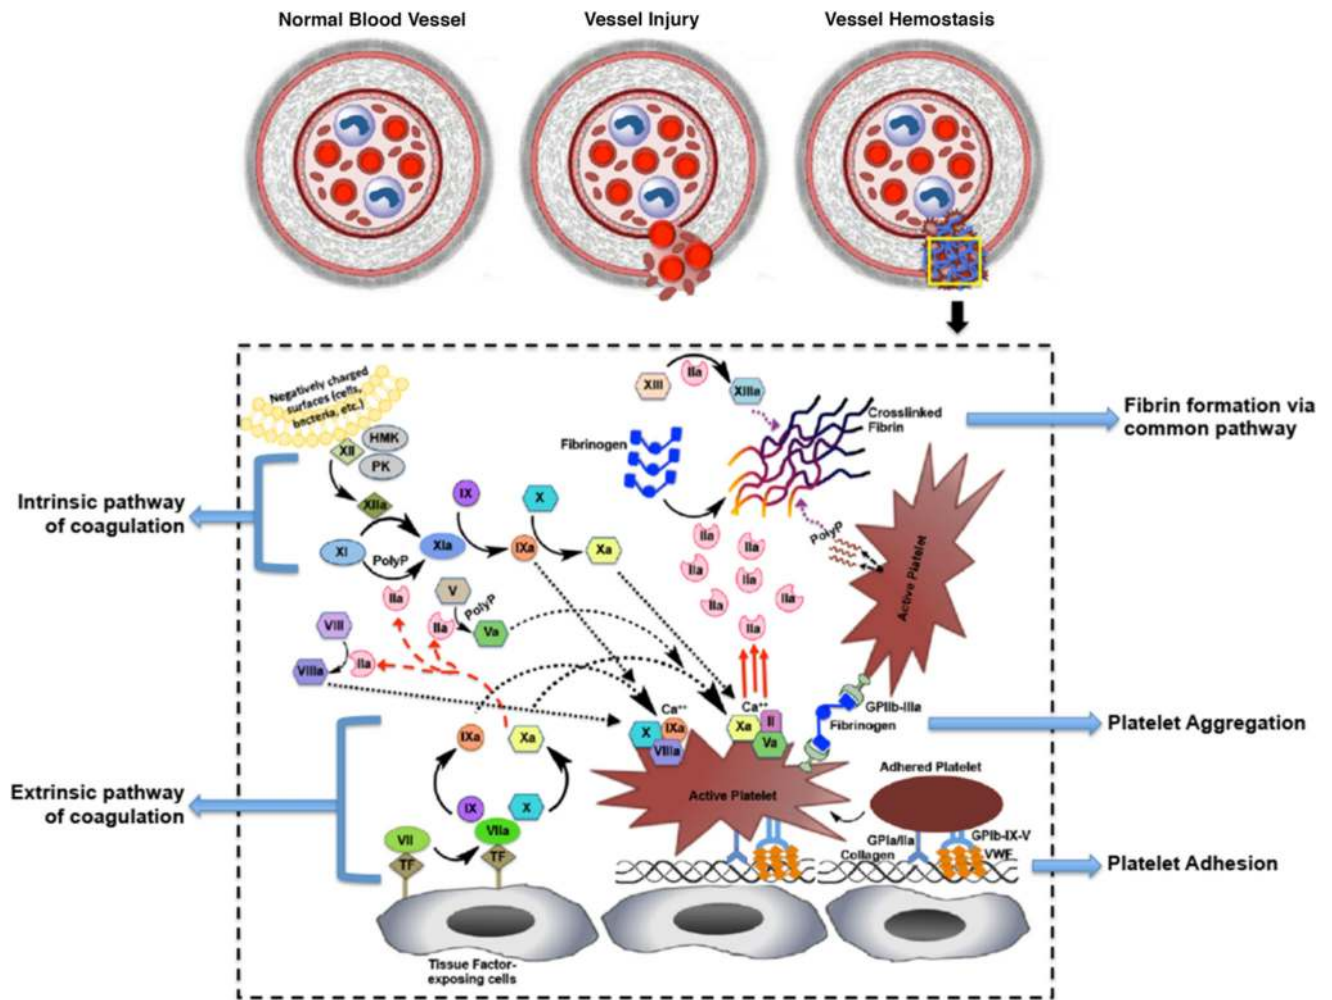 Normal Blood Vessel
Vessel Injury
Vessel Hemostasis
Negatively charged
surfaces (cells,
bacteria, etc.)
XII
HMK
PK
XIIa
XI
PolyP
XIa
IX
IXa
X
Xa
XIII
IIa
XIIIa
Crosslinked
Fibrin
Fibrinogen
Fibrin formation via
common pathway
Intrinsic pathway
of coagulation
IIa
V
PolyP
IIa
Va
VIII
IIa
VIIIa
IIa
IIa
IIa
IIa
IIa
IIa
IIa
PolyP
Active Platelet
Ca++
X
IXa
VIIIa
Ca++
Xa
II
Va
GPIIb-IIIa
Fibrinogen
Platelet Aggregation
Extrinsic pathway
of coagulation
IXa
Xa
IX
X
VII
TF
VIIa
TF
Active Platelet
Adhered Platelet
GPIa/IIa
Collagen
GPIb-IX-V
VWF
Platelet Adhesion
Tissue Factor-
exposing cells